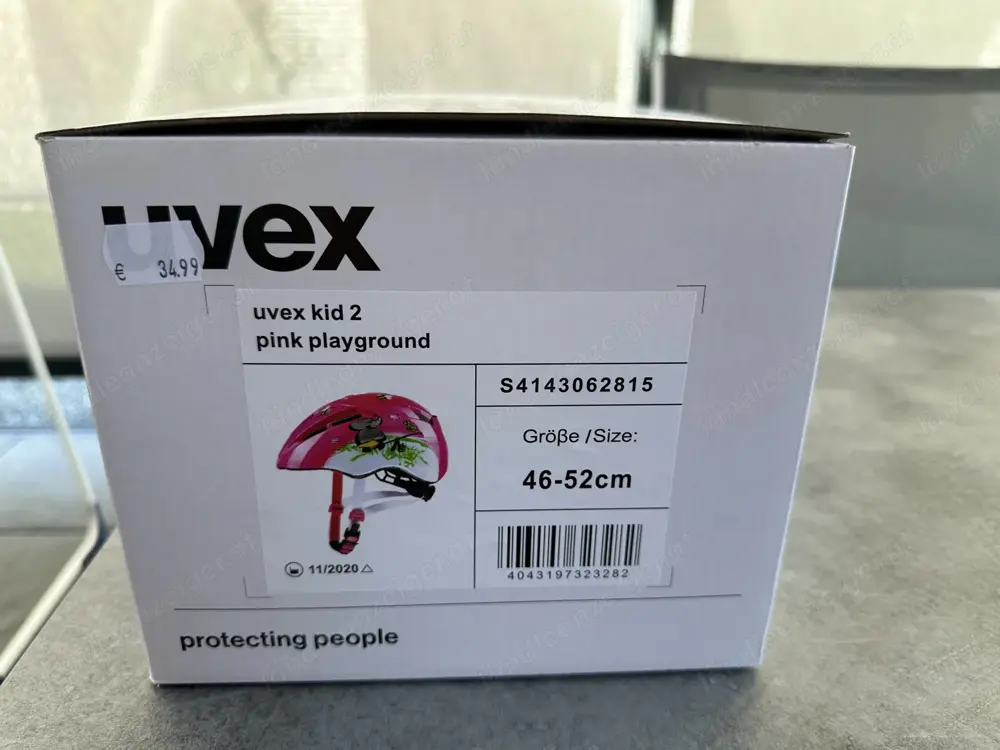 uvex
€ 34.99
uvex kid 2
pink playground
S4143062815
Größe /Size:
46-52cm
11/2020
4043197323282
protecting people